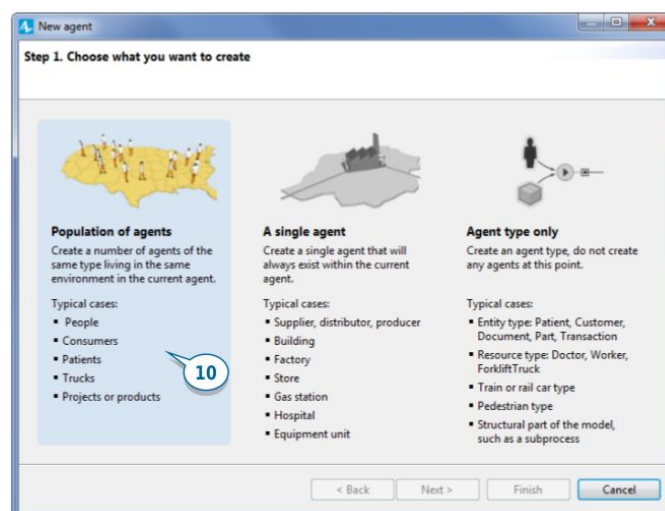 New agent
Step 1. Choose what you want to create
Population of agents
Create a number of agents of the
same type living in the same
environment in the current agent.
Typical cases:
▪ People
▪ Consumers
▪ Patients
▪ Trucks
▪ Projects or products
10
A single agent
Create a single agent that will
always exist within the current
agent.
Typical cases:
▪ Supplier, distributor, producer
▪ Building
▪ Factory
▪ Store
▪ Gas station
▪ Hospital
▪ Equipment unit
Agent type only
Create an agent type, do not create
any agents at this point.
Typical cases:
▪ Entity type: Patient, Customer,
Document, Part, Transaction
▪ Resource type: Doctor, Worker,
ForkliftTruck
▪ Train or rail car type
▪ Pedestrian type
▪ Structural part of the model,
such as a subprocess
< Back
Next >
Finish
Cancel